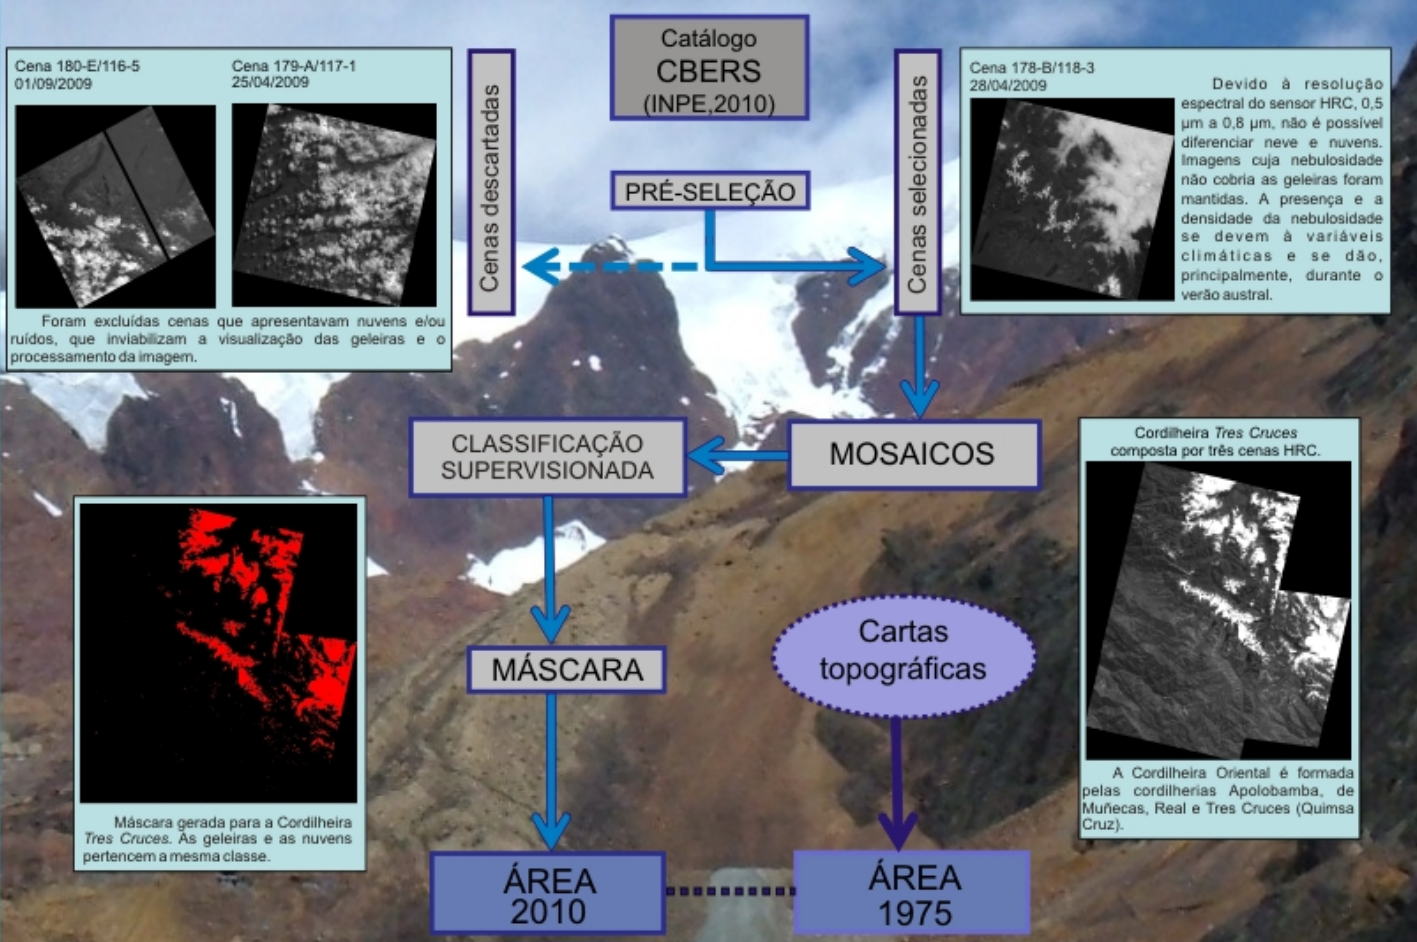 Catálogo
CBERS
(INPE,2010)
PRÉ-SELEÇÃO
Cena 180-E/116-5
01/09/2009
Cena 179-A/117-1
25/04/2009
Foram excluídas cenas que apresentavam nuvens e/ou
ruídos, que inviabilizam a visualização das geleiras e o
processamento da imagem.
Cenas descartadas
Cenas selecionadas
Cena 178-B/118-3
28/04/2009
Devido à resolução
espectral do sensor HRC, 0,5
µm a 0,8 µm, não é possível
diferenciar neve e nuvens.
Imagens cuja nebulosidade
não cobria as geleiras foram
mantidas. A presença e a
densidade da nebulosidade
se devem à variáveis
climáticas e se dão,
principalmente, durante o
verão austral.
MOSAICOS
Cordilheira Tres Cruces
composta por três cenas HRC.
A Cordilheira Oriental é formada
pelas cordilherias Apolobamba, de
Muñecas, Real e Tres Cruces (Quimsa
Cruz).
CLASSIFICAÇÃO
SUPERVISIONADA
MÁSCARA
Máscara gerada para a Cordilheira
Tres Cruces. As geleiras e as nuvens
pertencem a mesma classe.
Cartas
topográficas
ÁREA
2010
ÁREA
1975